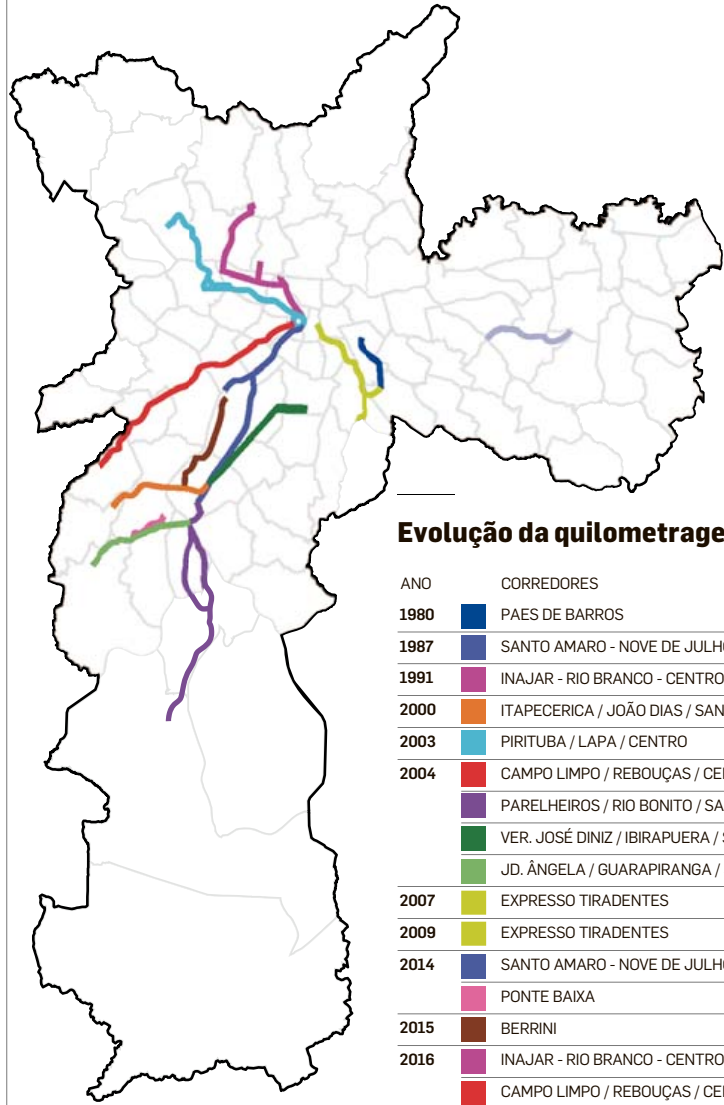 Evolução da quilometrage
ANO CORREDORES
1980 PAES DE BARROS
1987 SANTO AMARO - NOVE DE JULH
1991 INAJAR - RIO BRANCO - CENTRO
2000 ITAPECERICA / JOÃO DIAS / SAN
2003 PIRITUBA / LAPA / CENTRO
2004 CAMPO LIMPO / REBOUÇAS / CE
PARELHEIROS / RIO BONITO / SA
VER. JOSÉ DINIZ / IBIRAPUERA /
JD. ÂNGELA / GUARAPIRANGA /
2007 EXPRESSO TIRADENTES
2009 EXPRESSO TIRADENTES
2014 SANTO AMARO - NOVE DE JULH
PONTE BAIXA
2015 BERRINI
2016 INAJAR - RIO BRANCO - CENTRO
CAMPO LIMPO / REBOUÇAS / CE